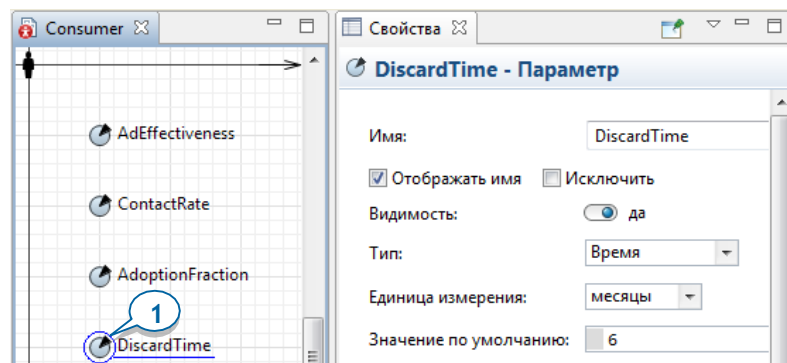 Consumer
AdEffectiveness
ContactRate
AdoptionFraction
1
DiscardTime
Свойства
DiscardTime - Параметр
Имя: DiscardTime
Отображать имя Исключить
Видимость: да
Тип: Время
Единица измерения: месяцы
Значение по умолчанию: 6